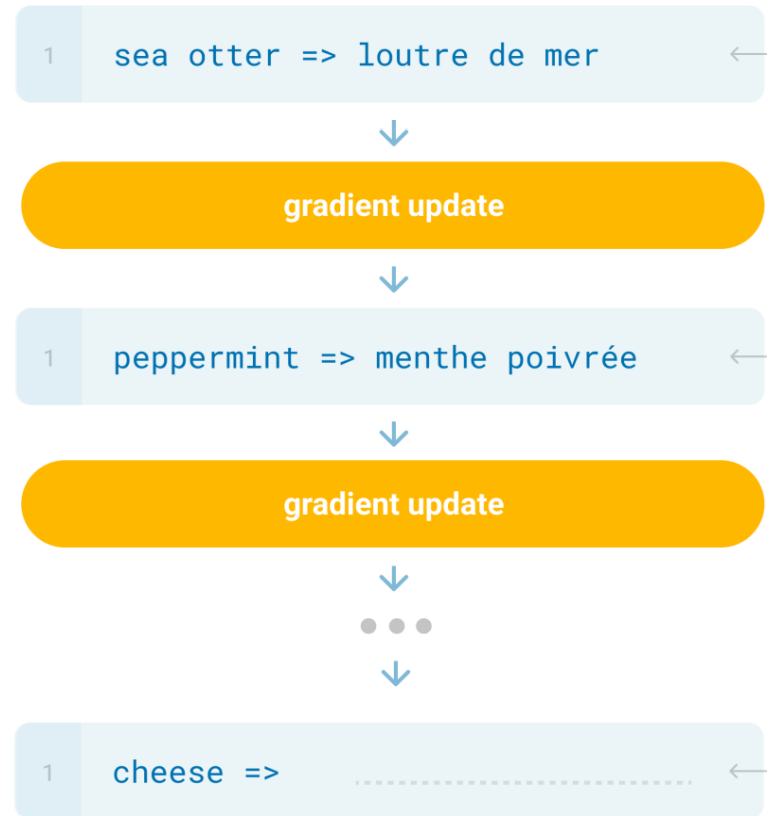 1 sea otter => loutre de mer ←
gradient update
1 peppermint => menthe poivrée ←
gradient update
1 cheese => ←